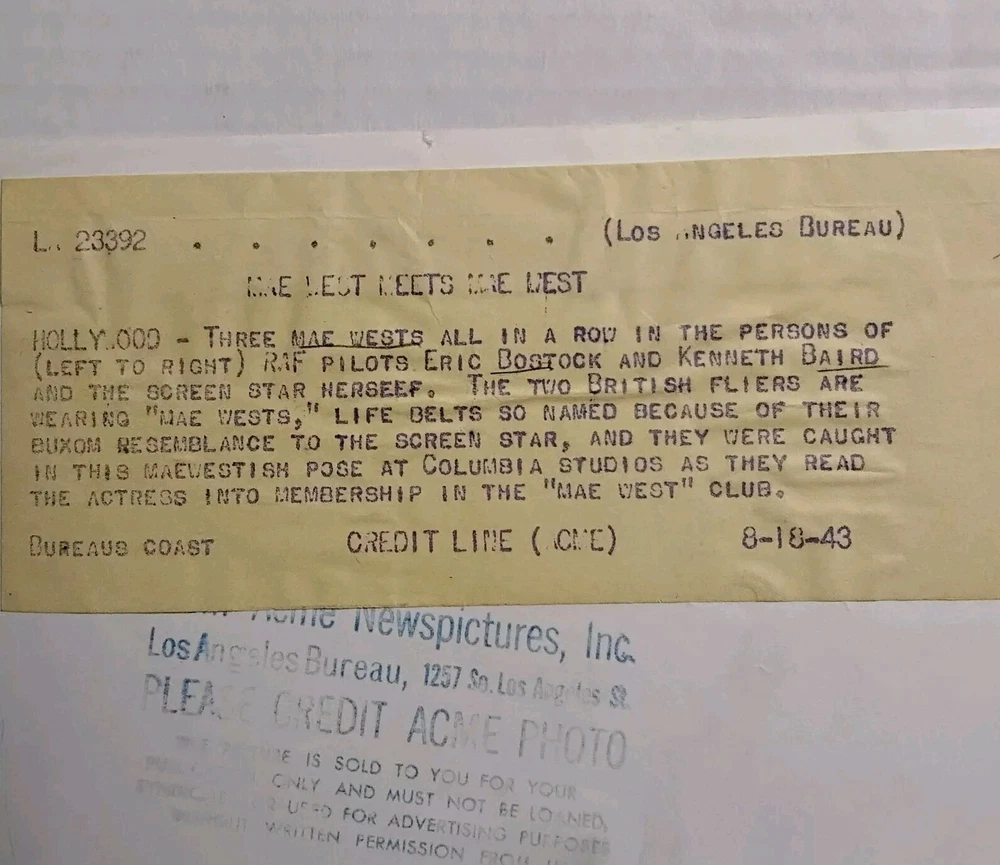 LA 23392 . . . . . . . (LOS ANGELES BUREAU)
MAE WEST MEETS MAE WEST
HOLLYWOOD - THREE MAE WESTS ALL IN A ROW IN THE PERSONS OF
(LEFT TO RIGHT) RAF PILOTS ERIC BOSTOCK AND KENNETH BAIRD
AND THE SCREEN STAR HERSEEF. THE TWO BRITISH FLIERS ARE
WEARING "MAE WESTS," LIFE BELTS SO NAMED BECAUSE OF THEIR
BUXOM RESEMBLANCE TO THE SCREEN STAR, AND THEY WERE CAUGHT
IN THIS MAEWESTISH POSE AT COLUMBIA STUDIOS AS THEY READ
THE ACTRESS INTO MEMBERSHIP IN THE "MAE WEST" CLUB.
BUREAUS COAST CREDIT LINE (ACME) 8-18-43
Acme Newspictures, Inc.
Los Angeles Bureau, 1257 So. Los Angeles St.
PLEASE CREDIT ACME PHOTO
IS SOLD TO YOU FOR YOUR
ONLY AND MUST NOT BE LOANED,
USED FOR ADVERTISING PURPOSES
WRITTEN PERMISSION FROM